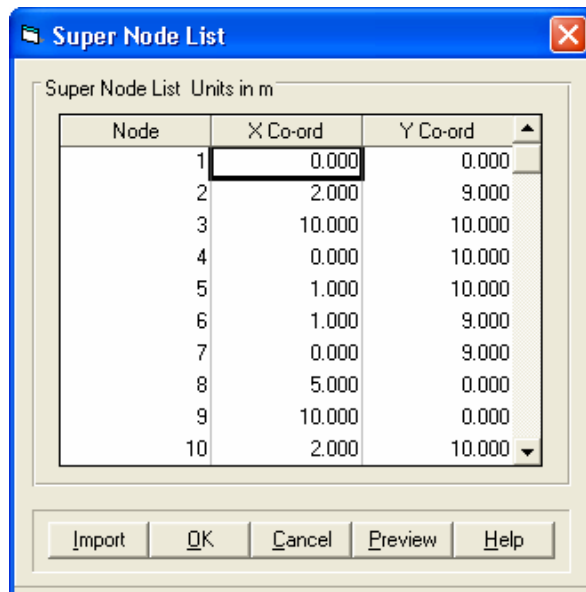 Super Node List
Super Node List Units in m
Node X Co-ord Y Co-ord
1 0.000 0.000
2 2.000 9.000
3 10.000 10.000
4 0.000 10.000
5 1.000 10.000
6 1.000 9.000
7 0.000 9.000
8 5.000 0.000
9 10.000 0.000
10 2.000 10.000
Import OK Cancel Preview Help